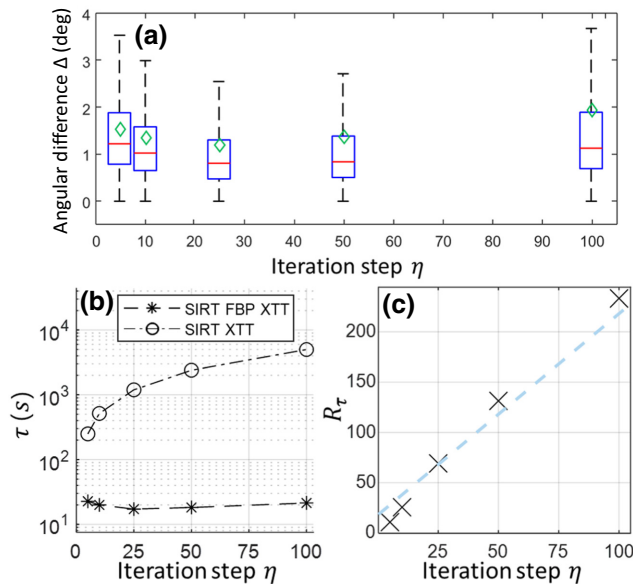 (a)
Angular difference Δ (deg)
4
3
2
1
0
0 10 20 30 40 50 60 70 80 90 100
Iteration step η
(b)
SIRT FBP XTT
SIRT XTT
τ (s)
10⁴
10³
10²
10¹
0 25 50 75 100
Iteration step η
(c)
R_τ
200
150
100
50
0
25 50 75 100
Iteration step η